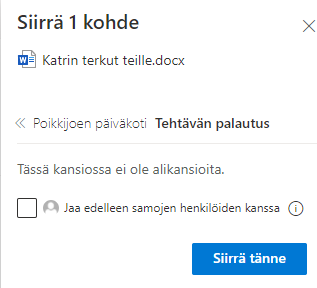 Siirrä 1 kohde
Katrin terkut teille.docx
Poikkijoen päiväkoti Tehtävän palautus
Tässä kansiossa ei ole alikansioita.
Jaa edelleen samojen henkilöiden kanssa
Siirrä tänne